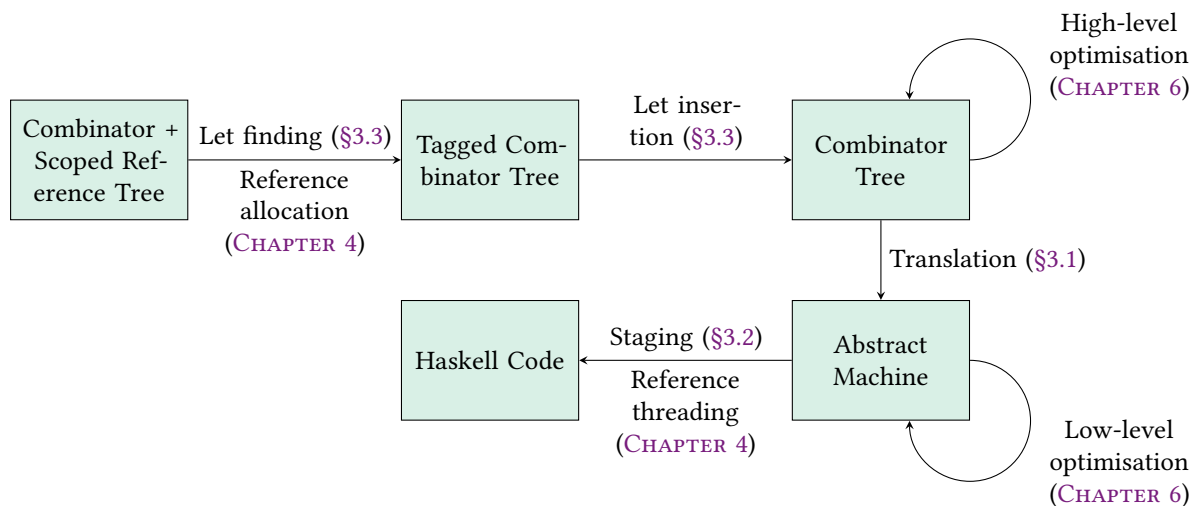 High-level
optimisation
(CHAPTER 6)
Combinator +
Scoped Ref-
erence Tree
Let finding (§3.3)
Reference
allocation
(CHAPTER 4)
Tagged Com-
binator Tree
Let inser-
tion (§3.3)
Combinator
Tree
Translation (§3.1)
Haskell Code
Staging (§3.2)
Reference
threading
(CHAPTER 4)
Abstract
Machine
Low-level
optimisation
(CHAPTER 6)